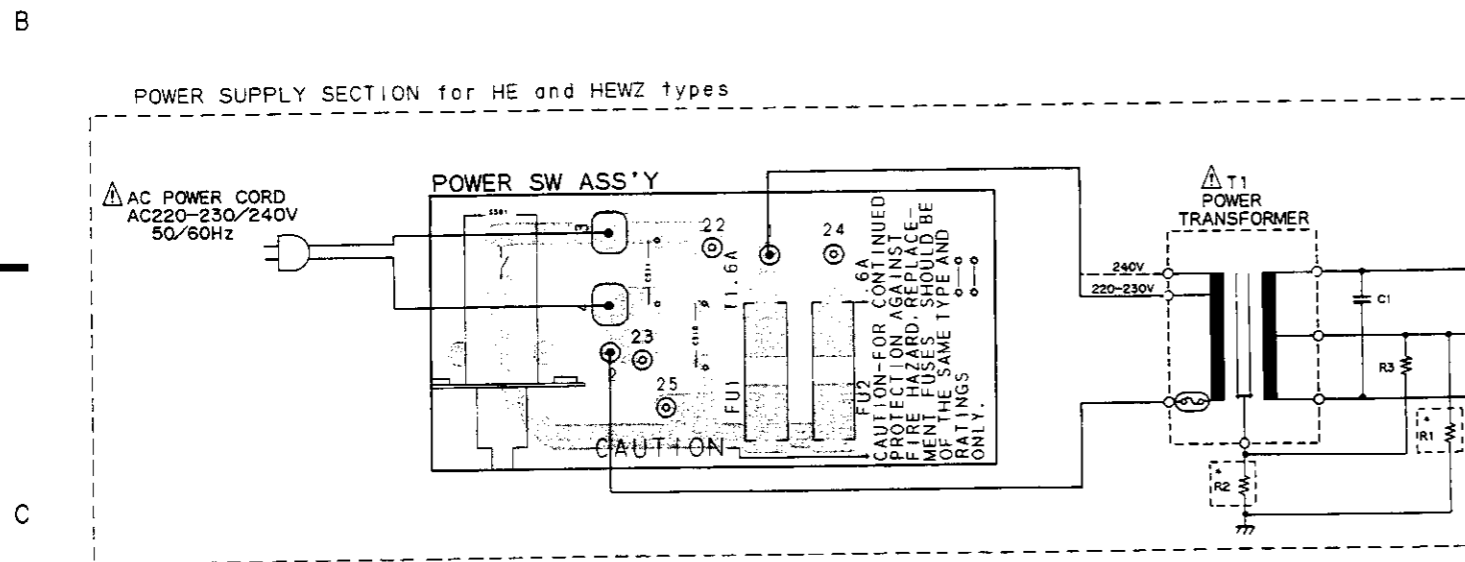 B
POWER SUPPLY SECTION for HE and HEWZ types
⚠ AC POWER CORD
AC220-230/240V
50/60Hz
POWER SW ASS'Y
S501
3
22
1
24
T1.6A
.6A
23
2
25
FU1
FU2
CAUTION
CAUTION-FOR CONTINUED
PROTECTION AGAINST
FIRE HAZARD, REPLACE-
MENT FUSES SHOULD BE
OF THE SAME TYPE AND
RATINGS
ONLY.
⚠ T1
POWER
TRANSFORMER
240V
220-230V
C1
R3
*
R1
*
R2
C